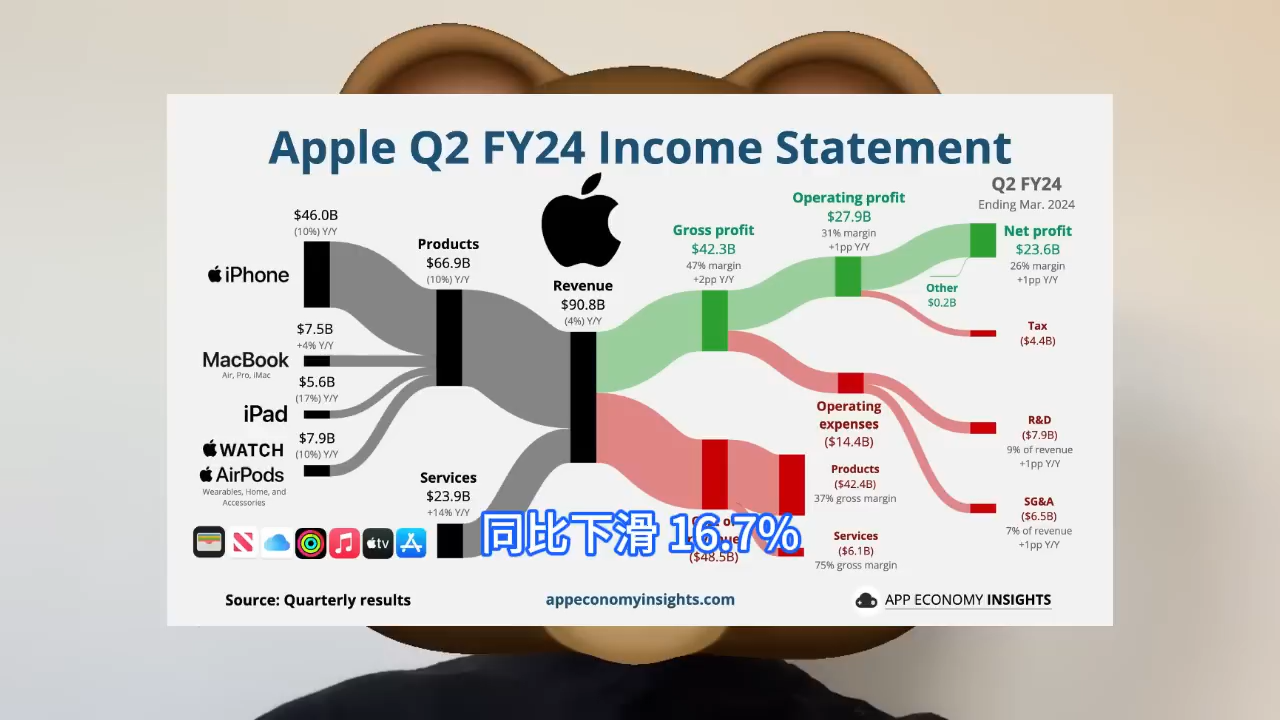 Apple Q2 FY24 Income Statement
Q2 FY24
Ending Mar. 2024
$46.0B
(10%) Y/Y
iPhone
$7.5B
+4% Y/Y
MacBook
Air, Pro, iMac
$5.6B
(17%) Y/Y
iPad
$7.9B
(10%) Y/Y
WATCH
AirPods
Wearables, Home, and
Accessories
Products
$66.9B
(10%) Y/Y
Services
$23.9B
+14% Y/Y
tv
Revenue
$90.8B
(4%) Y/Y
Gross profit
$42.3B
47% margin
+2pp Y/Y
Operating profit
$27.9B
31% margin
+1pp Y/Y
Net profit
$23.6B
26% margin
+1pp Y/Y
Other
$0.2B
Tax
($4.4B)
Operating
expenses
($14.4B)
R&D
($7.9B)
9% of revenue
+1pp Y/Y
SG&A
($6.5B)
7% of revenue
+1pp Y/Y
Products
($42.4B)
37% gross margin
Services
($6.1B)
75% gross margin
($48.5B)
同比下滑 16.7%
Source: Quarterly results
appeconomyinsights.com
APP ECONOMY INSIGHTS